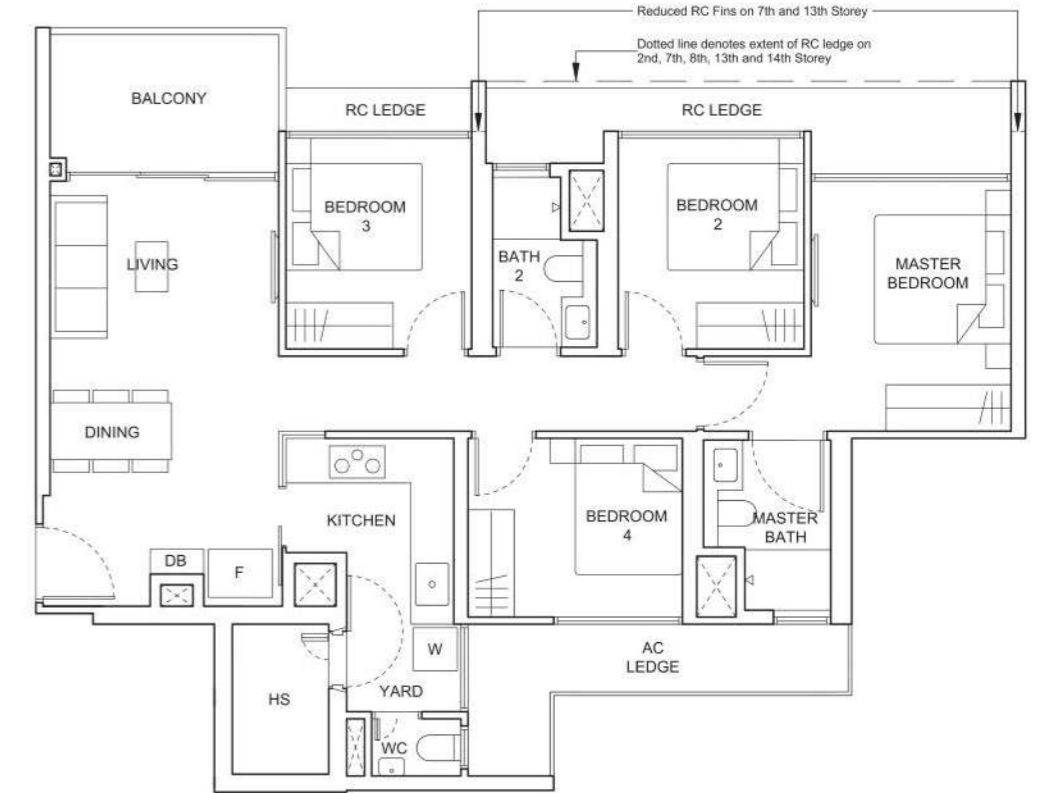 Reduced RC Fins on 7th and 13th Storey
Dotted line denotes extent of RC ledge on
2nd, 7th, 8th, 13th and 14th Storey
BALCONY
RC LEDGE
RC LEDGE
BEDROOM
3
BATH
2
BEDROOM
2
MASTER
BEDROOM
LIVING
DINING
KITCHEN
BEDROOM
4
MASTER
BATH
DB
F
W
AC
LEDGE
YARD
HS
WC